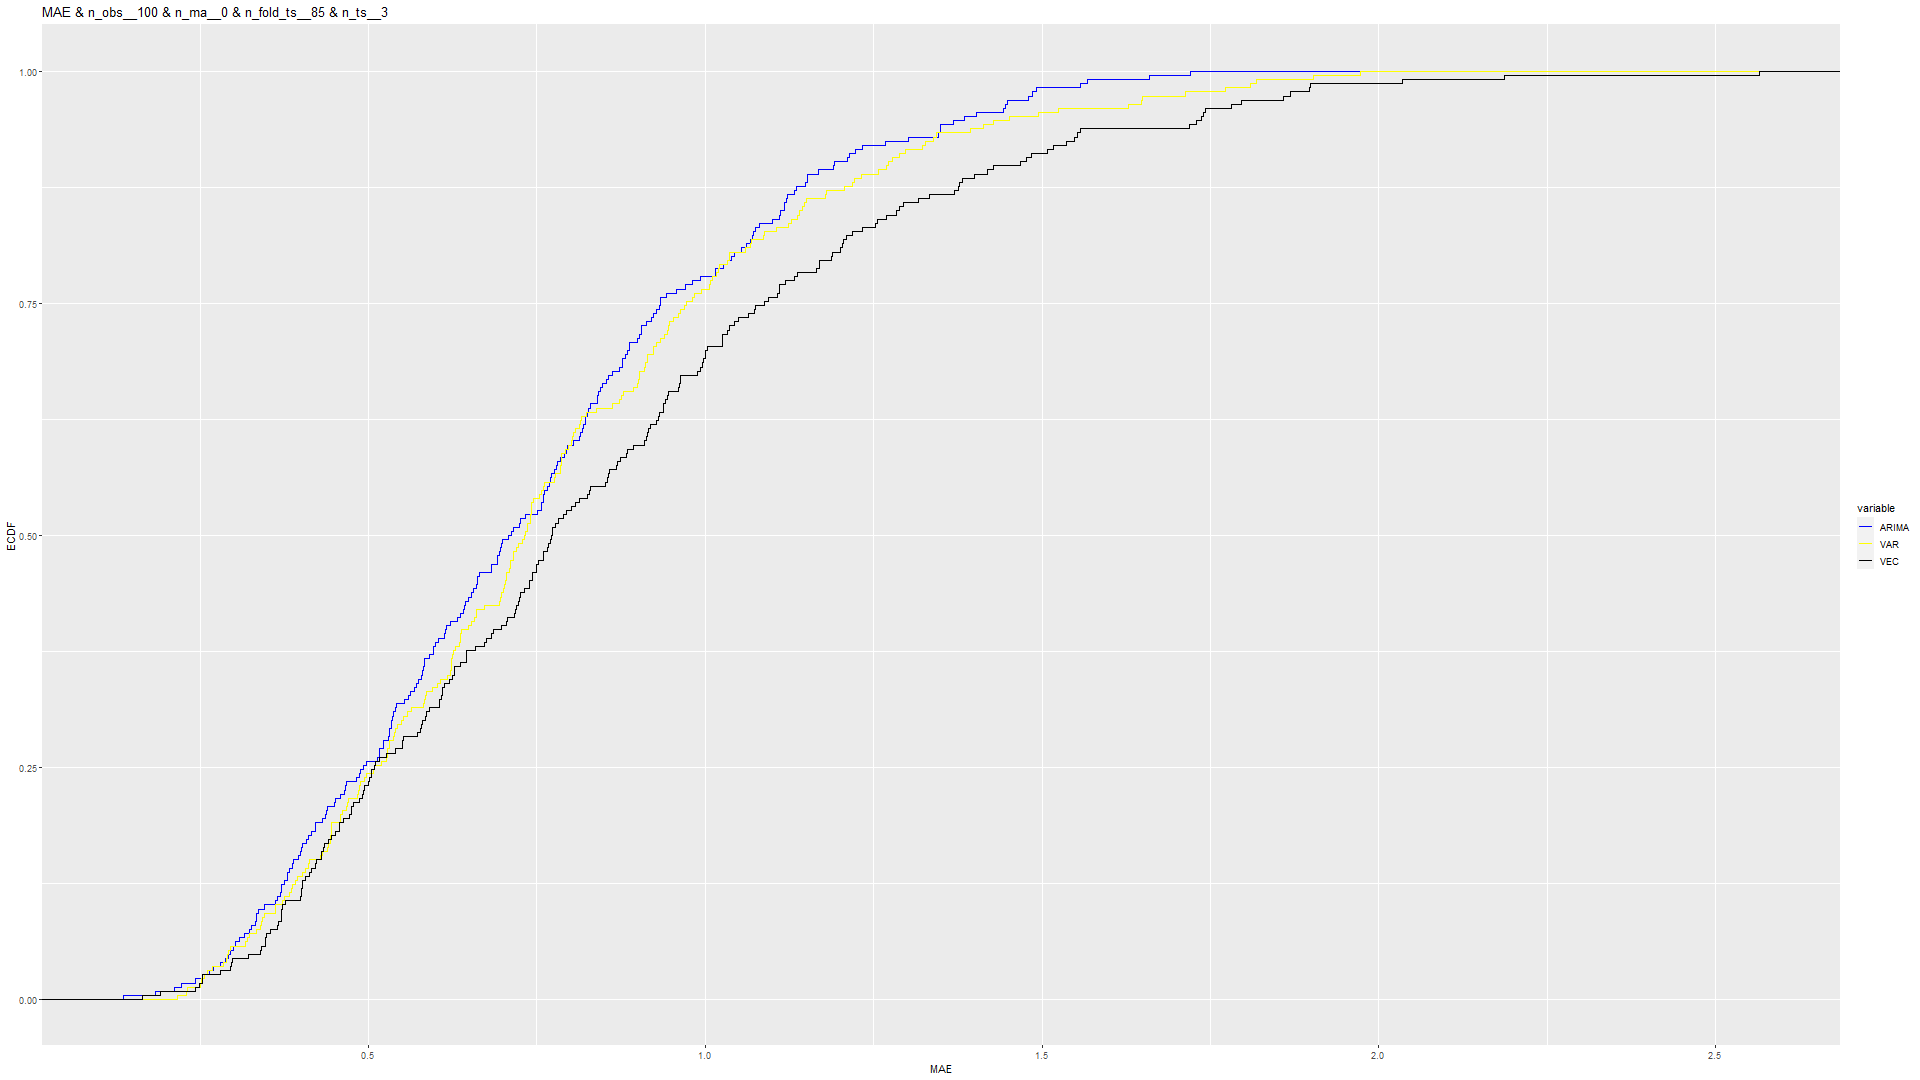 MAE & n_obs__100 & n_ma__0 & n_fold_ts__85 & n_ts__3
1.00
0.75
0.50
0.25
0.00
ECDF
0.5
1.0
1.5
2.0
2.5
MAE
variable
ARIMA
VAR
VEC